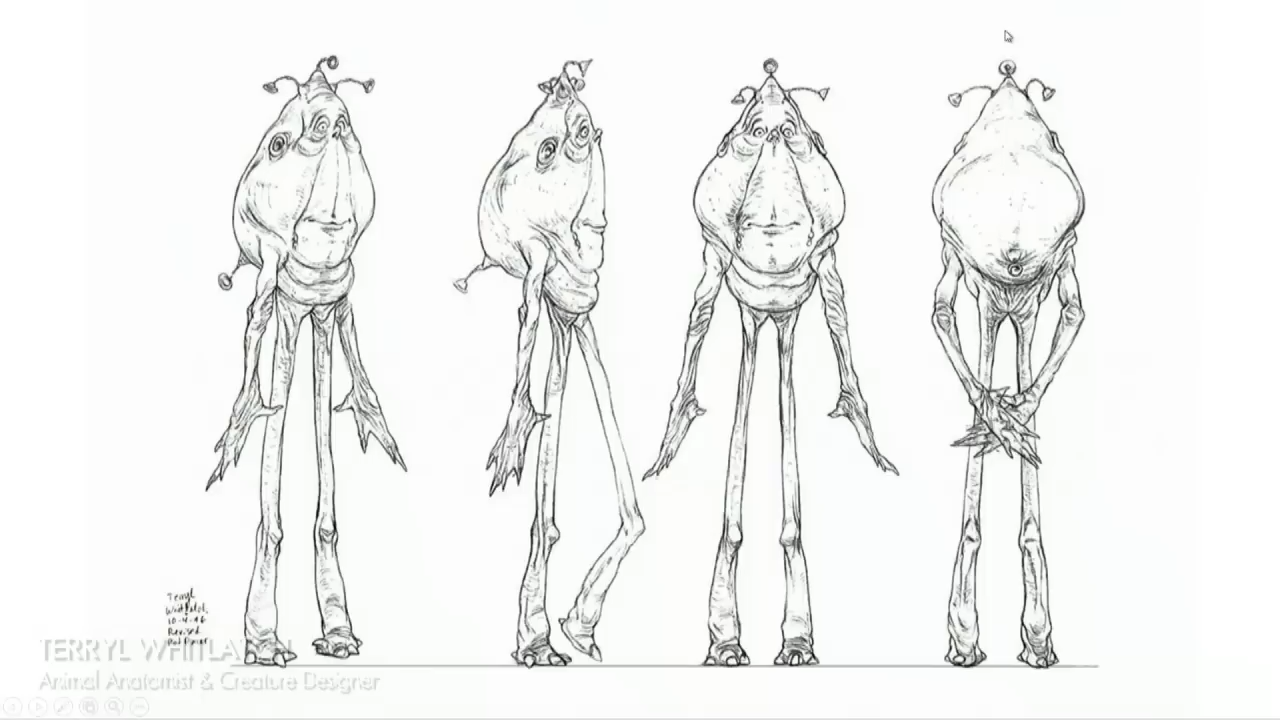 Terryl
Whitlatch
10-4-96
Revised
TERRYL WHITLATCH
Animal Anatomist & Creature Designer